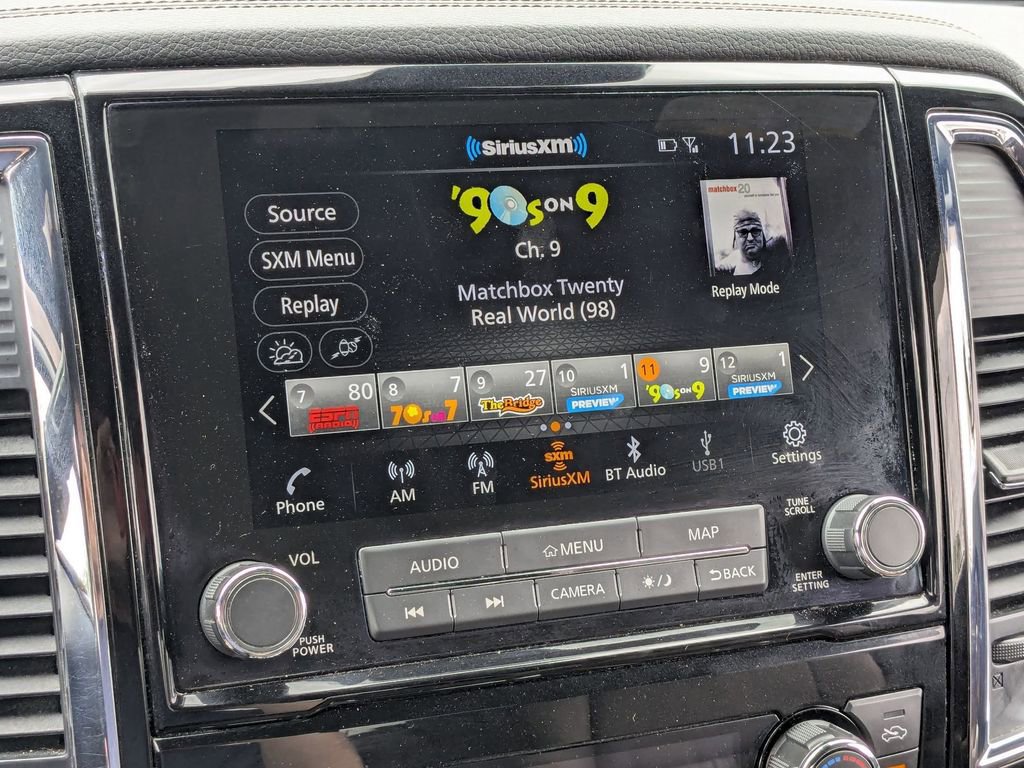 SiriusXM
11:23
Source
SXM Menu
Replay
'90s ON 9
Ch. 9
Matchbox Twenty
Real World (98)
matchbox 20
Replay Mode
7 80
ESPN
RADIO
8 7
70s on 7
9 27
The Bridge
10 1
SIRIUSXM
PREVIEW
11 9
'90s ON 9
12 1
SIRIUSXM
PREVIEW
Phone
AM
FM
sxm
SiriusXM
BT Audio
USB1
Settings
VOL
PUSH
POWER
AUDIO
MENU
MAP
CAMERA
BACK
TUNE
SCROLL
ENTER
SETTING